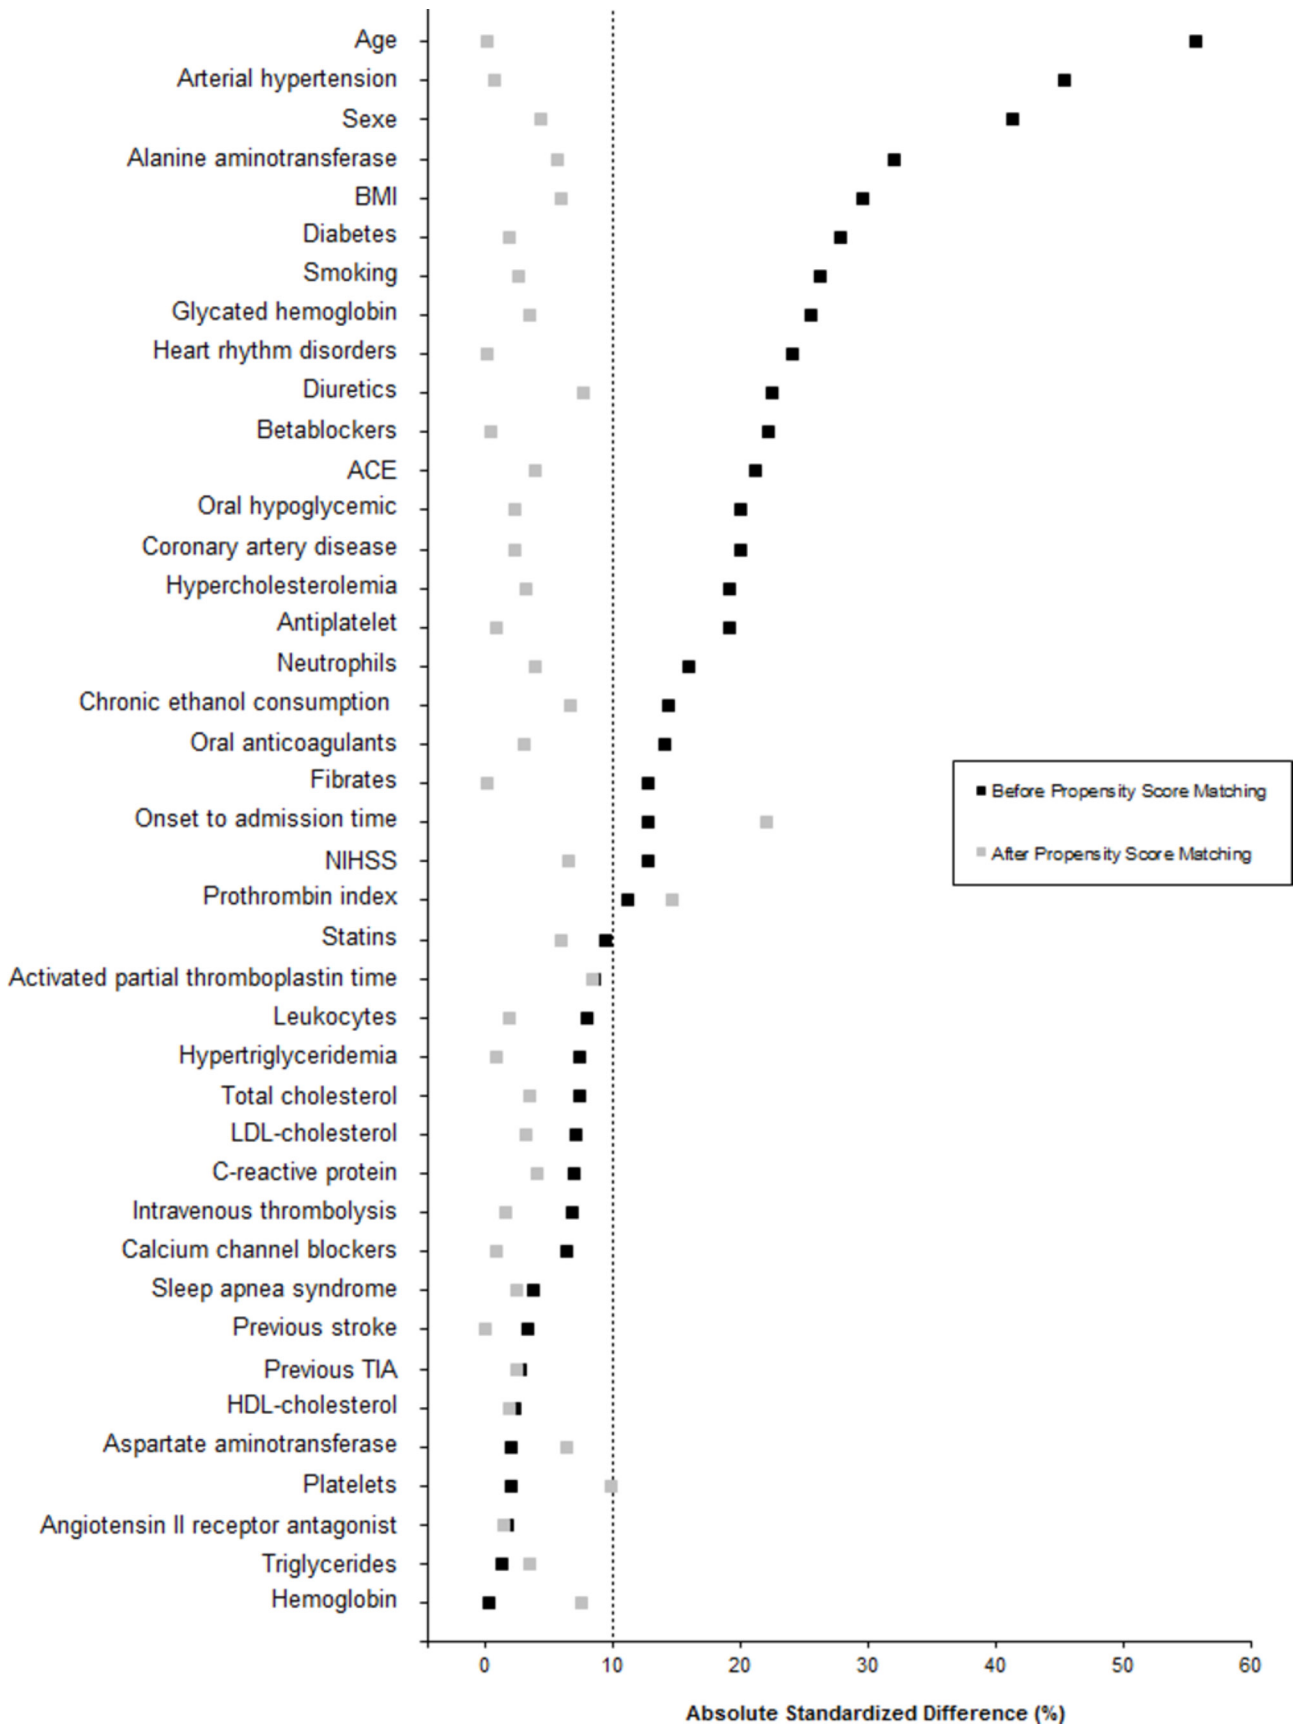 Age
Arterial hypertension
Sexe
Alanine aminotransferase
BMI
Diabetes
Smoking
Glycated hemoglobin
Heart rhythm disorders
Diuretics
Betablockers
ACE
Oral hypoglycemic
Coronary artery disease
Hypercholesterolemia
Antiplatelet
Neutrophils
Chronic ethanol consumption
Oral anticoagulants
Fibrates
Onset to admission time
NIHSS
Prothrombin index
Statins
Activated partial thromboplastin time
Leukocytes
Hypertriglyceridemia
Total cholesterol
LDL-cholesterol
C-reactive protein
Intravenous thrombolysis
Calcium channel blockers
Sleep apnea syndrome
Previous stroke
Previous TIA
HDL-cholesterol
Aspartate aminotransferase
Platelets
Angiotensin II receptor antagonist
Triglycerides
Hemoglobin
Before Propensity Score Matching
After Propensity Score Matching
0 10 20 30 40 50 60
Absolute Standardized Difference (%)